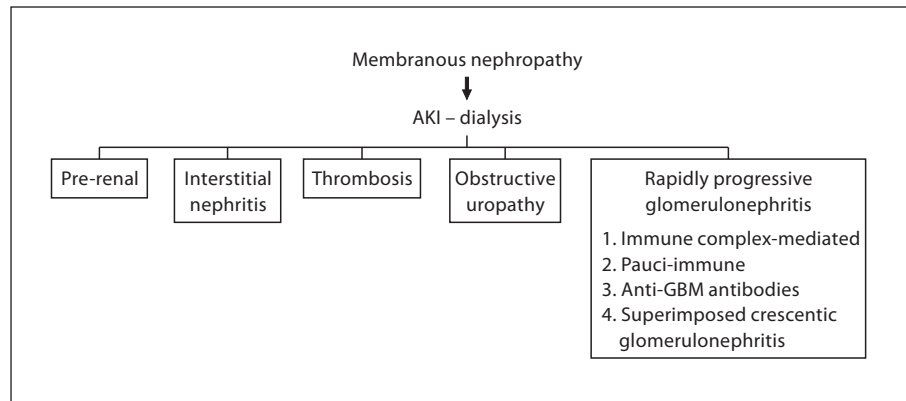 Membranous nephropathy
AKI – dialysis
Pre-renal
Interstitial
nephritis
Thrombosis
Obstructive
uropathy
Rapidly progressive
glomerulonephritis
1. Immune complex-mediated
2. Pauci-immune
3. Anti-GBM antibodies
4. Superimposed crescentic
glomerulonephritis